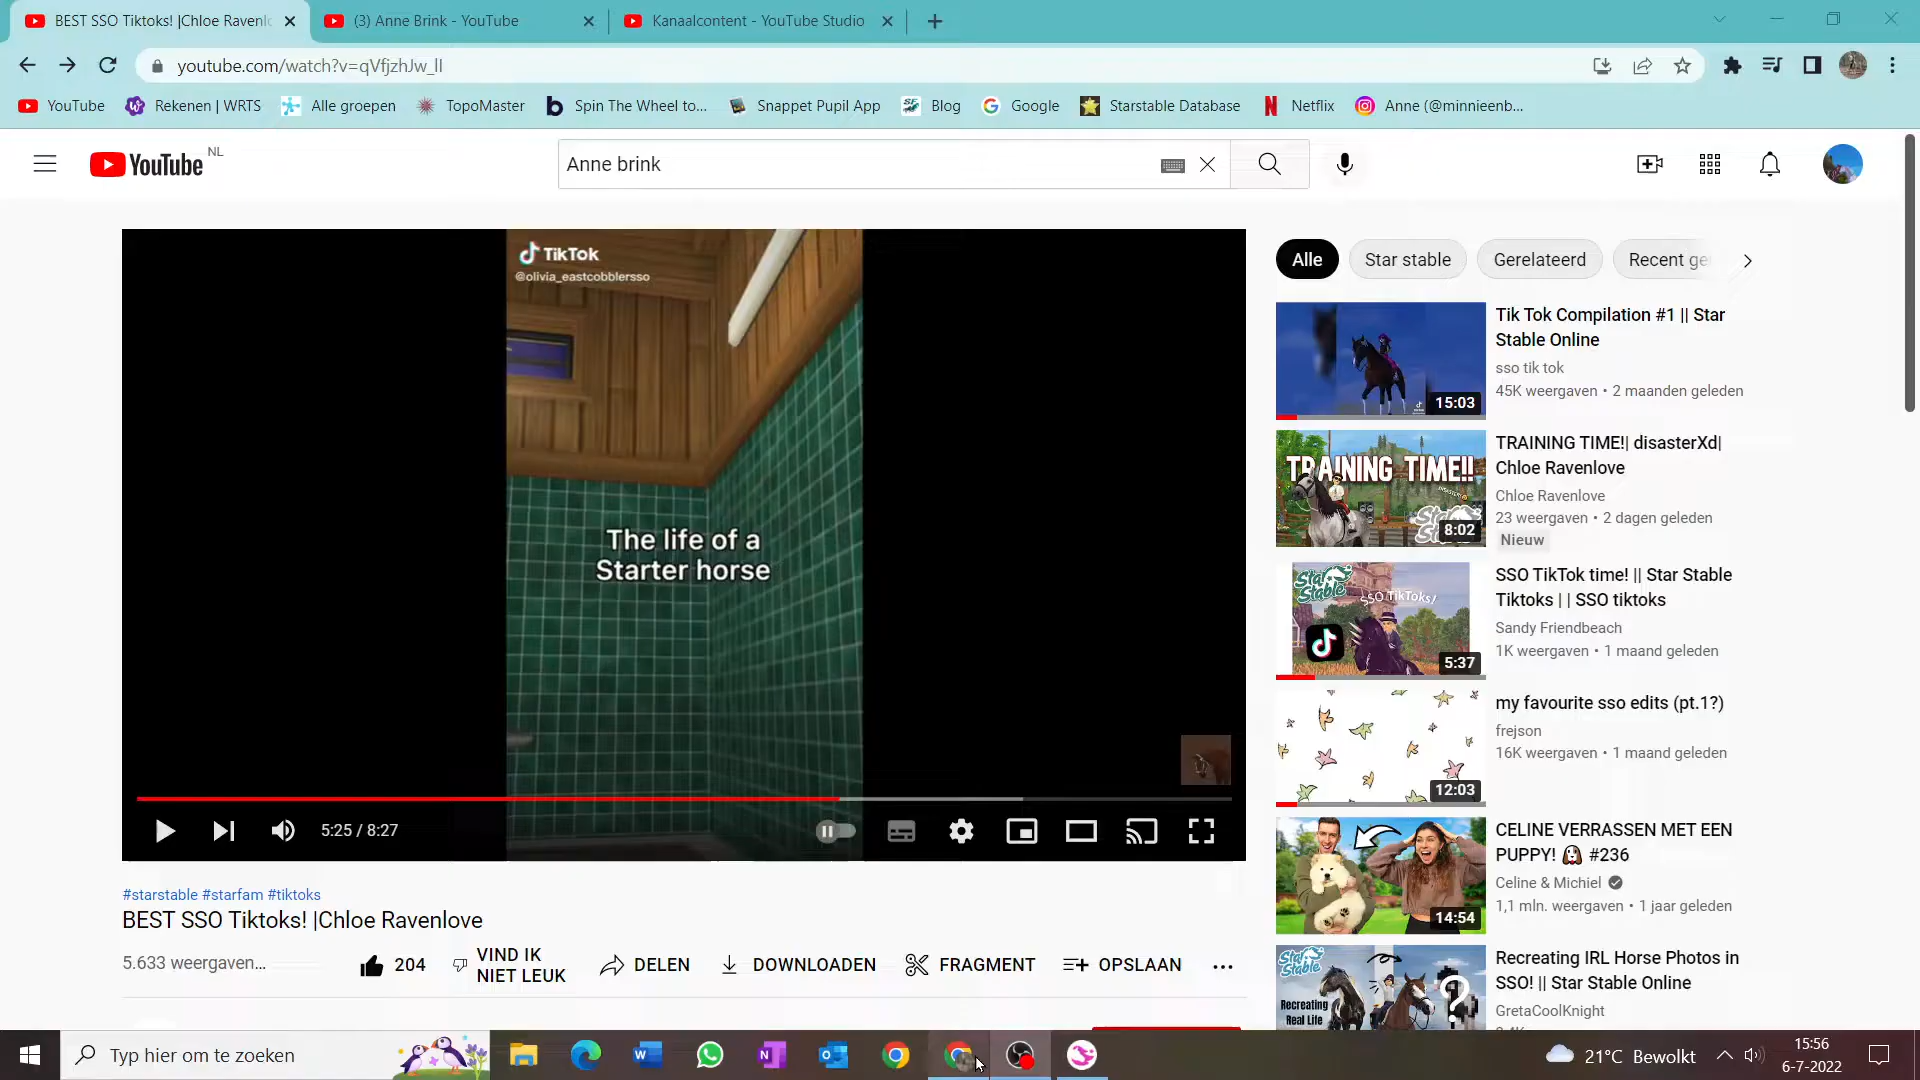 BEST SSO Tiktoks! |Chloe Ravenlo
(3) Anne Brink - YouTube
Kanaalcontent - YouTube Studio
youtube.com/watch?v=qVfjzhJw_lI
YouTube
Rekenen | WRTS
Alle groepen
TopoMaster
Spin The Wheel to...
Snappet Pupil App
Blog
Google
Starstable Database
Netflix
Anne (@minnieenb...
YouTube NL
Anne brink
TikTok
@olivia_eastcobblersso
The life of a
Starter horse
5:25 / 8:27
#starstable #starfam #tiktoks
BEST SSO Tiktoks! |Chloe Ravenlove
5.633 weergaven...
204
VIND IK
NIET LEUK
DELEN
DOWNLOADEN
FRAGMENT
OPSLAAN
Alle
Star stable
Gerelateerd
Recent ge
15:03
Tik Tok Compilation #1 || Star
Stable Online
sso tik tok
45K weergaven • 2 maanden geleden
TRAINING TIME!!
Star Stable
8:02
TRAINING TIME!| disasterXd|
Chloe Ravenlove
Chloe Ravenlove
23 weergaven • 2 dagen geleden
Nieuw
Star Stable
SSO TikToks!
5:37
SSO TikTok time! || Star Stable
Tiktoks | | SSO tiktoks
Sandy Friendbeach
1K weergaven • 1 maand geleden
12:03
my favourite sso edits (pt.1?)
frejson
16K weergaven • 1 maand geleden
14:54
CELINE VERRASSEN MET EEN
PUPPY! #236
Celine & Michiel
1,1 mln. weergaven • 1 jaar geleden
Star Stable
Recreating
Real Life
Recreating IRL Horse Photos in
SSO! || Star Stable Online
GretaCoolKnight
Typ hier om te zoeken
21°C Bewolkt
15:56
6-7-2022